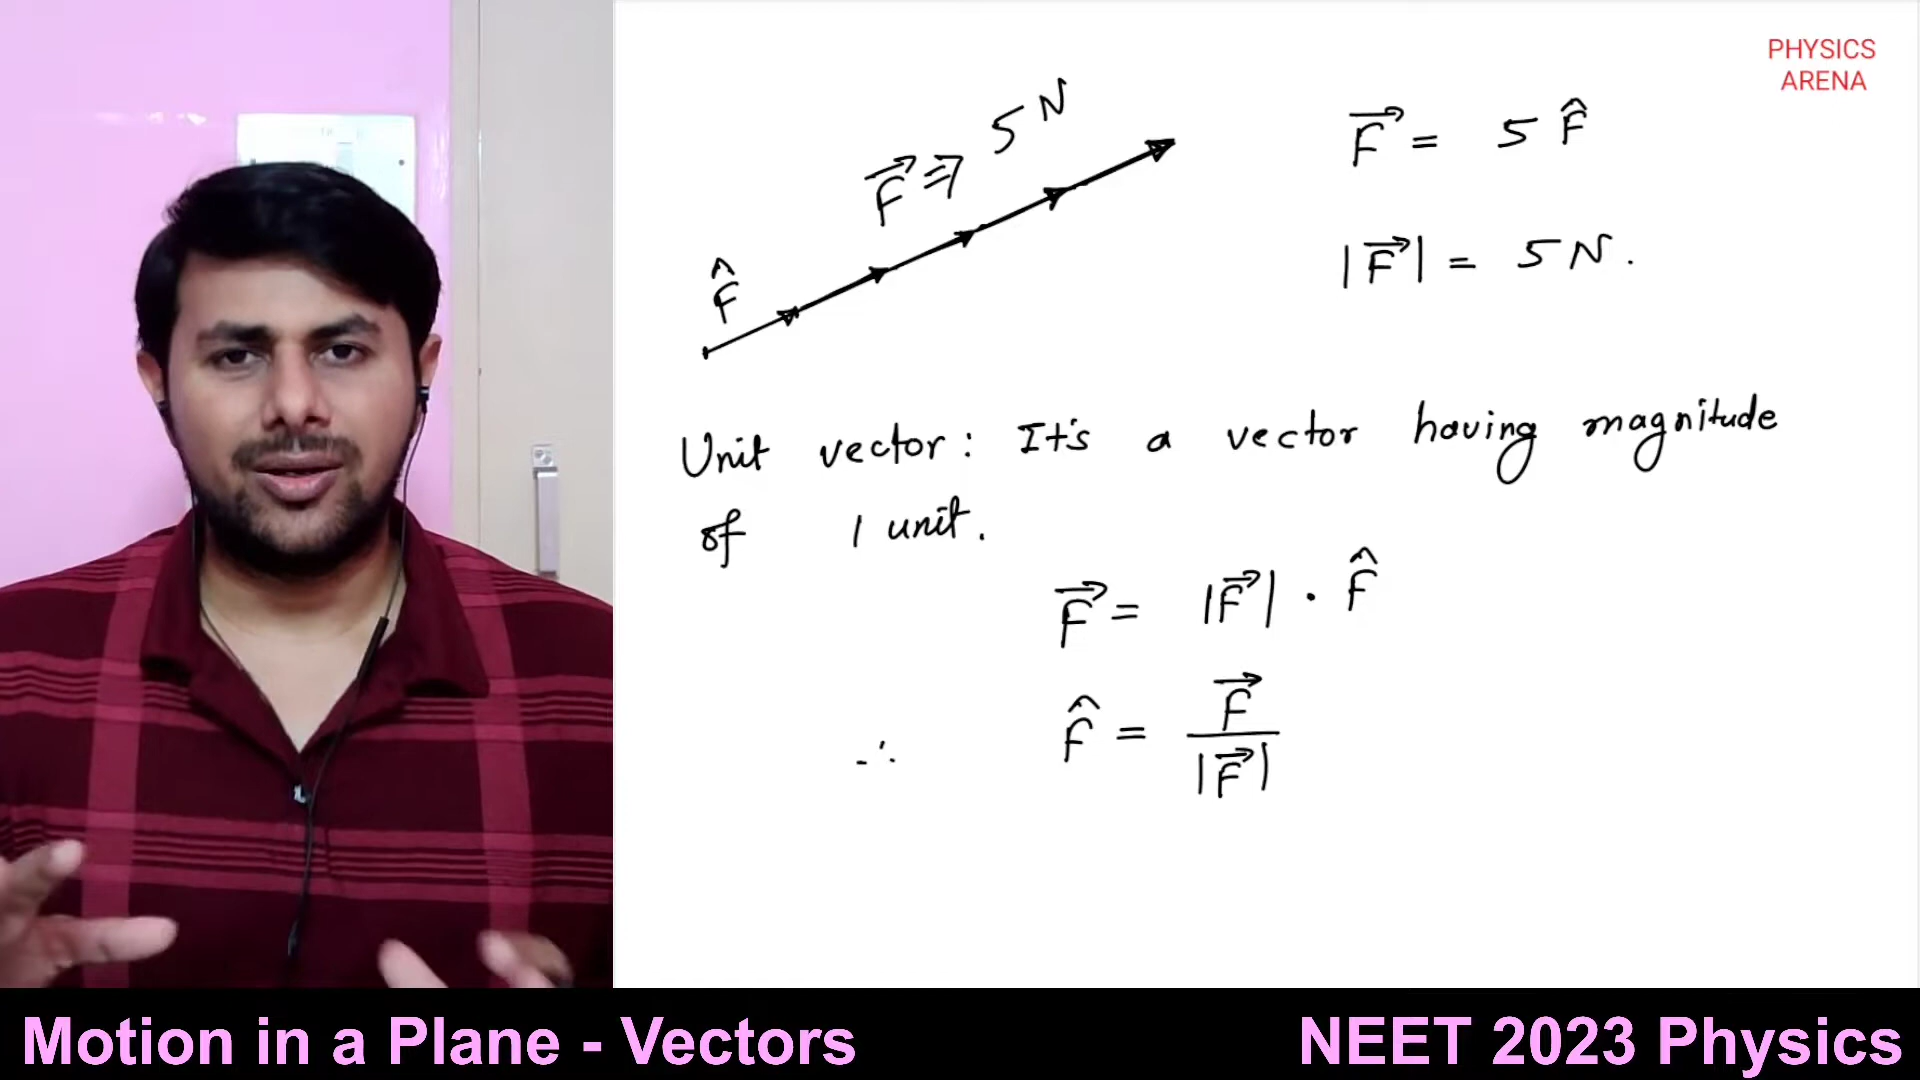 PHYSICS
ARENA
F⃗ ⇒ 5 N
F̂
F⃗ = 5 F̂
|F⃗| = 5 N.
Unit vector: It's a vector having magnitude
of 1 unit.
F⃗ = |F⃗| · F̂
∴ F̂ = F⃗ / |F⃗|
Motion in a Plane - Vectors
NEET 2023 Physics